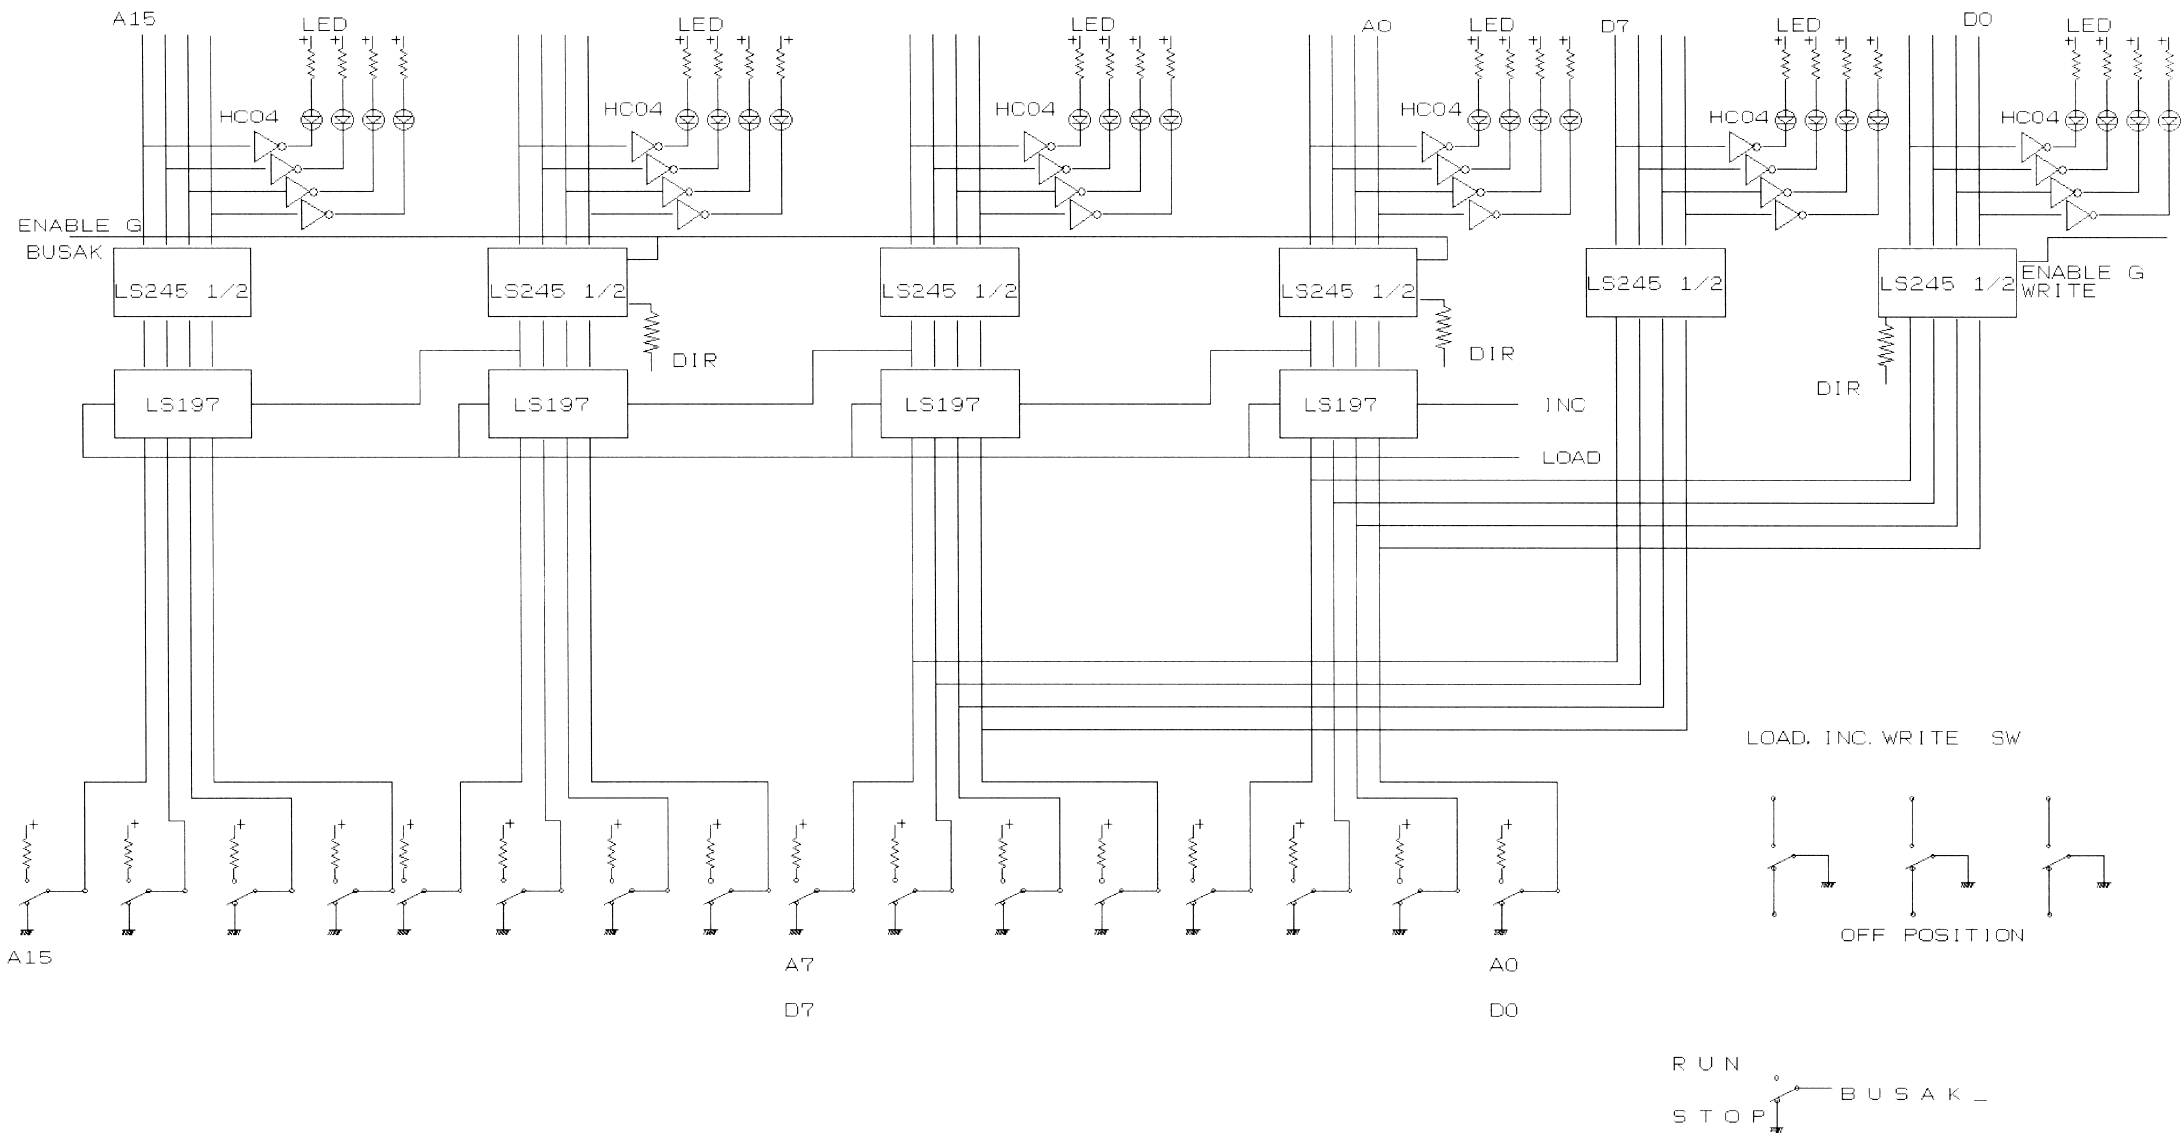 A15
LED
LED
LED
A0
LED
D7
LED
D0
LED
HC04
HC04
HC04
HC04
HC04
HC04
ENABLE G
BUSAK
LS245 1/2
LS245 1/2
LS245 1/2
LS245 1/2
LS245 1/2
LS245 1/2
ENABLE G
WRITE
DIR
DIR
DIR
LS197
LS197
LS197
LS197
INC
LOAD
LOAD. INC. WRITE SW
OFF POSITION
A15
A7
A0
D7
D0
RUN
BUSAK_
STOP